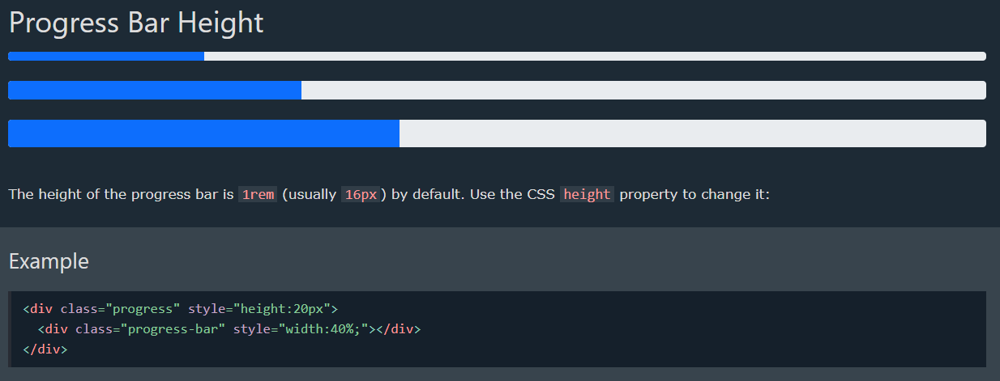 Progress Bar Height
The height of the progress bar is 1rem (usually 16px) by default. Use the CSS height property to change it:
Example
<div class="progress" style="height:20px">
  <div class="progress-bar" style="width:40%;"></div>
</div>